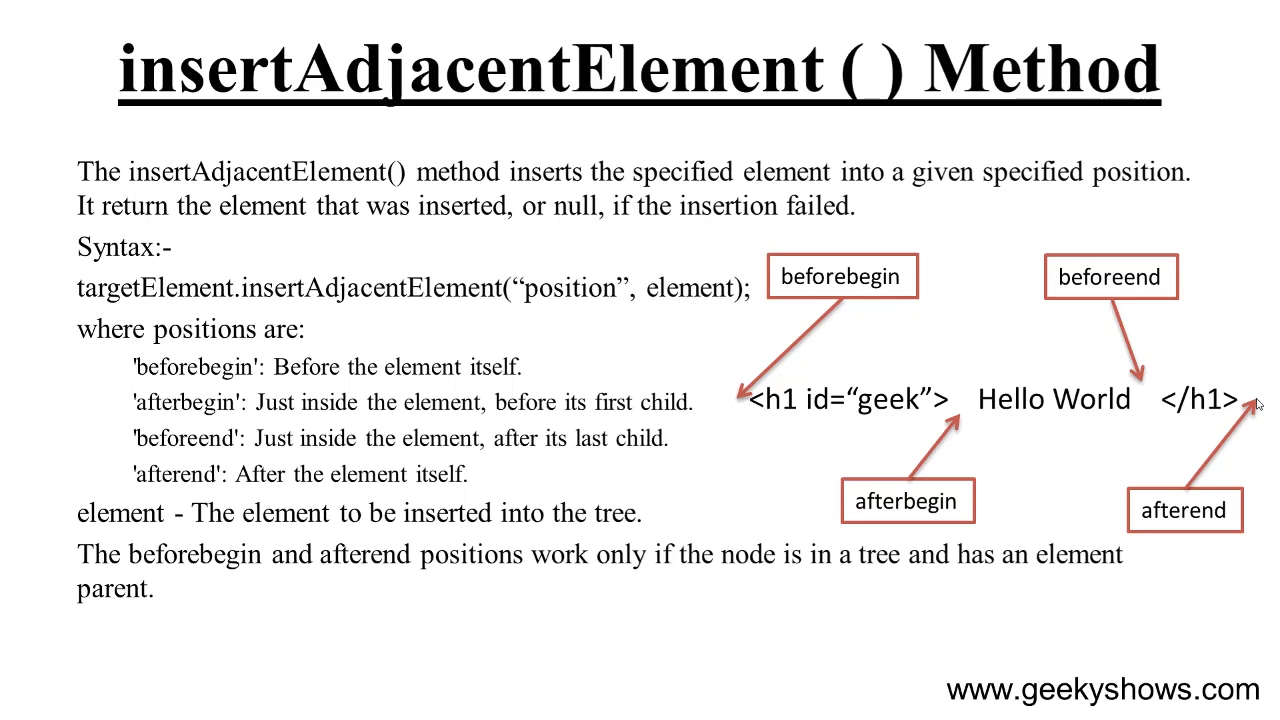 insertAdjacentElement ( ) Method
The insertAdjacentElement() method inserts the specified element into a given specified position.
It return the element that was inserted, or null, if the insertion failed.
Syntax:-
targetElement.insertAdjacentElement(“position”, element);
where positions are:
'beforebegin': Before the element itself.
'afterbegin': Just inside the element, before its first child.
'beforeend': Just inside the element, after its last child.
'afterend': After the element itself.
element - The element to be inserted into the tree.
The beforebegin and afterend positions work only if the node is in a tree and has an element
parent.
beforebegin
beforeend
<h1 id=“geek”> Hello World </h1>
afterbegin
afterend
www.geekyshows.com